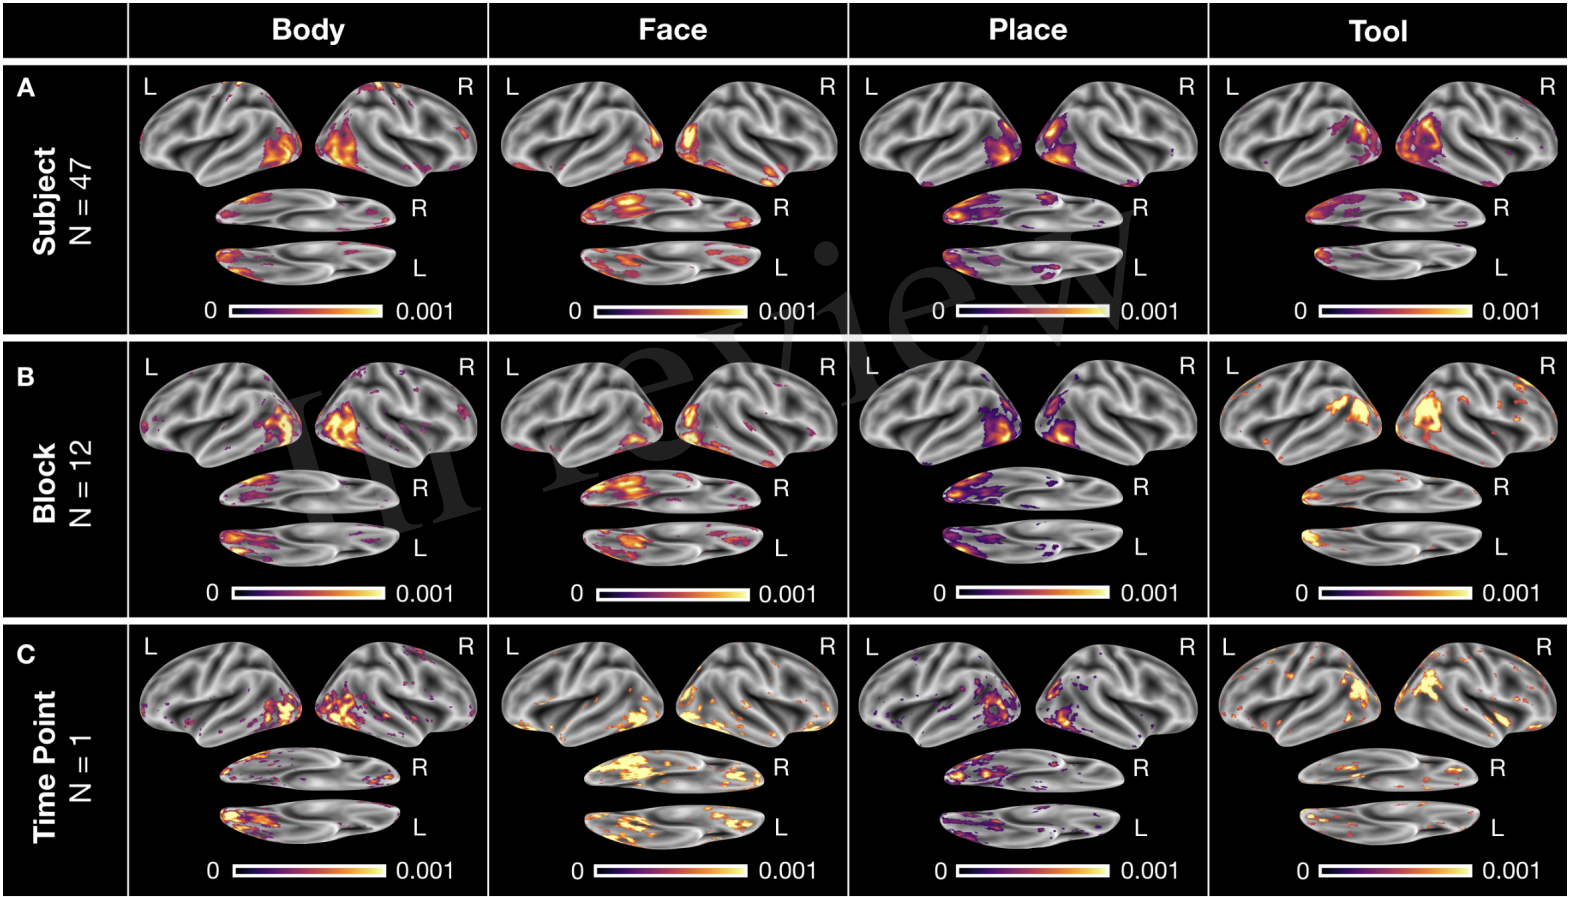 Body Face Place Tool
A
Subject
N = 47
L R L R L R L R
R R R R
L L L L
0 0.001 0 0.001 0 0.001 0 0.001
B
Block
N = 12
L R L R L R L R
R R R R
L L L L
0 0.001 0 0.001 0 0.001 0 0.001
C
Time Point
N = 1
L R L R L R L R
R R R R
L L L L
0 0.001 0 0.001 0 0.001 0 0.001
In review